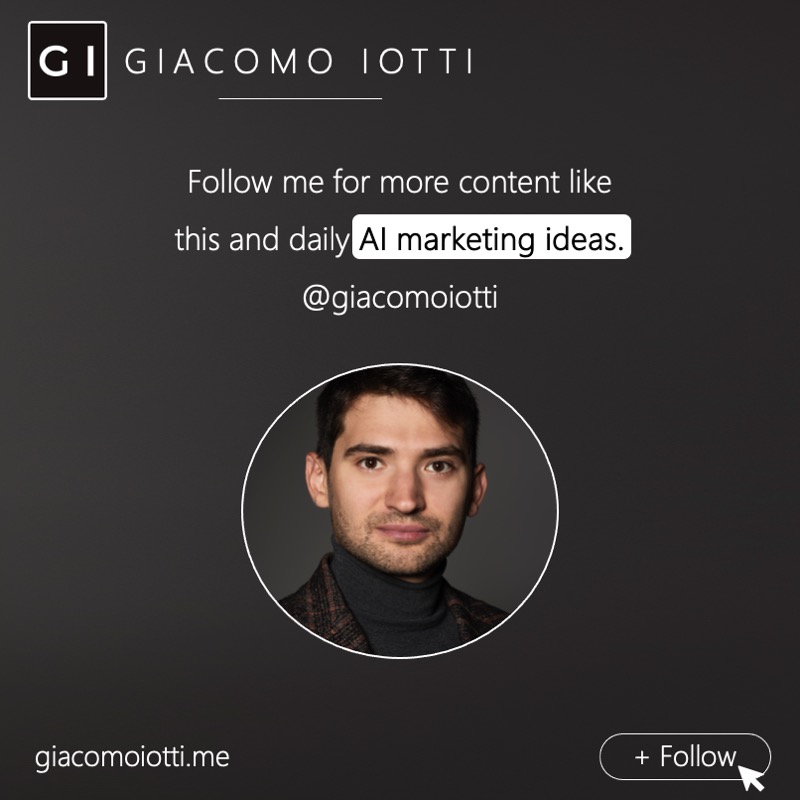 GI GIACOMO IOTTI
Follow me for more content like
this and daily AI marketing ideas.
@giacomoiotti
giacomoiotti.me
+ Follow